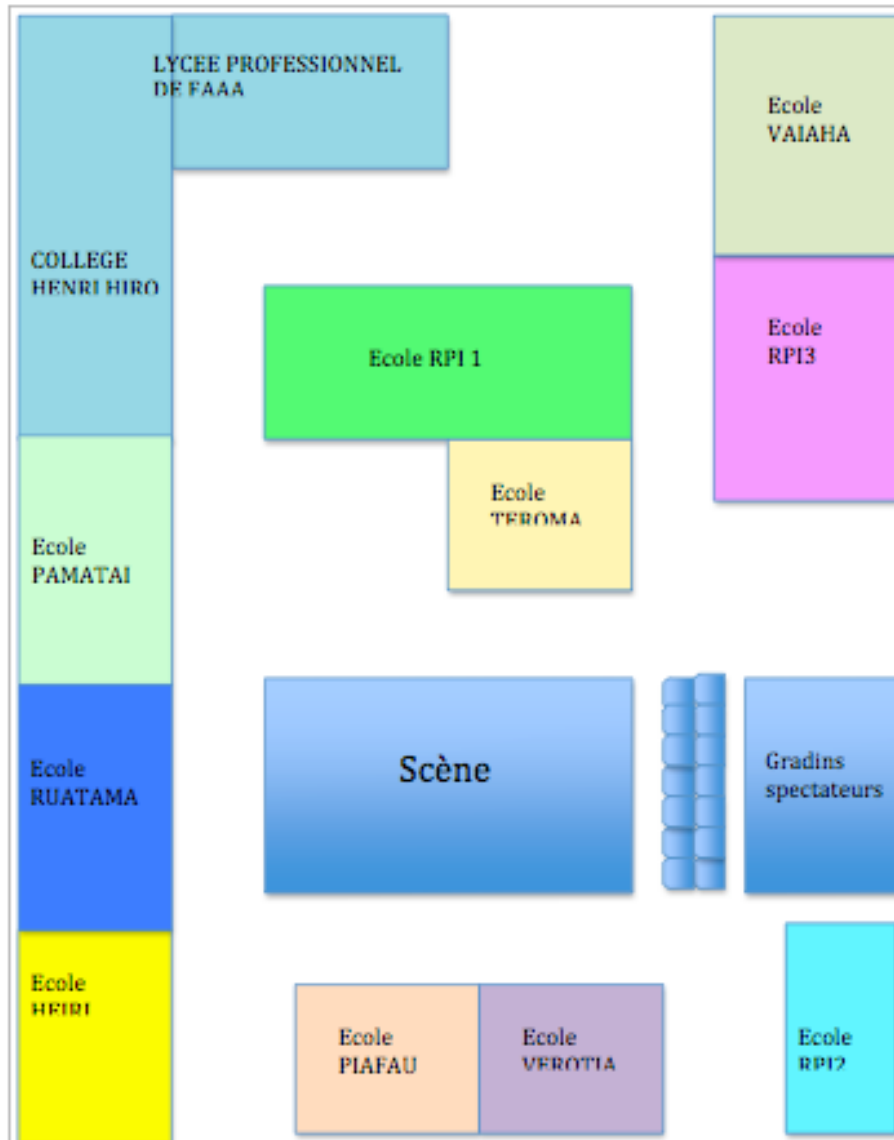 LYCEE PROFESSIONNEL
DE FAAA
Ecole
VAIAHA
COLLEGE
HENRI HIRO
Ecole
RPI3
Ecole RPI 1
Ecole
TEROMA
Ecole
PAMATAI
Scène
Gradins
spectateurs
Ecole
RUATAMA
Ecole
HEIRI
Ecole
PIAFAU
Ecole
VEROTIA
Ecole
RPI2